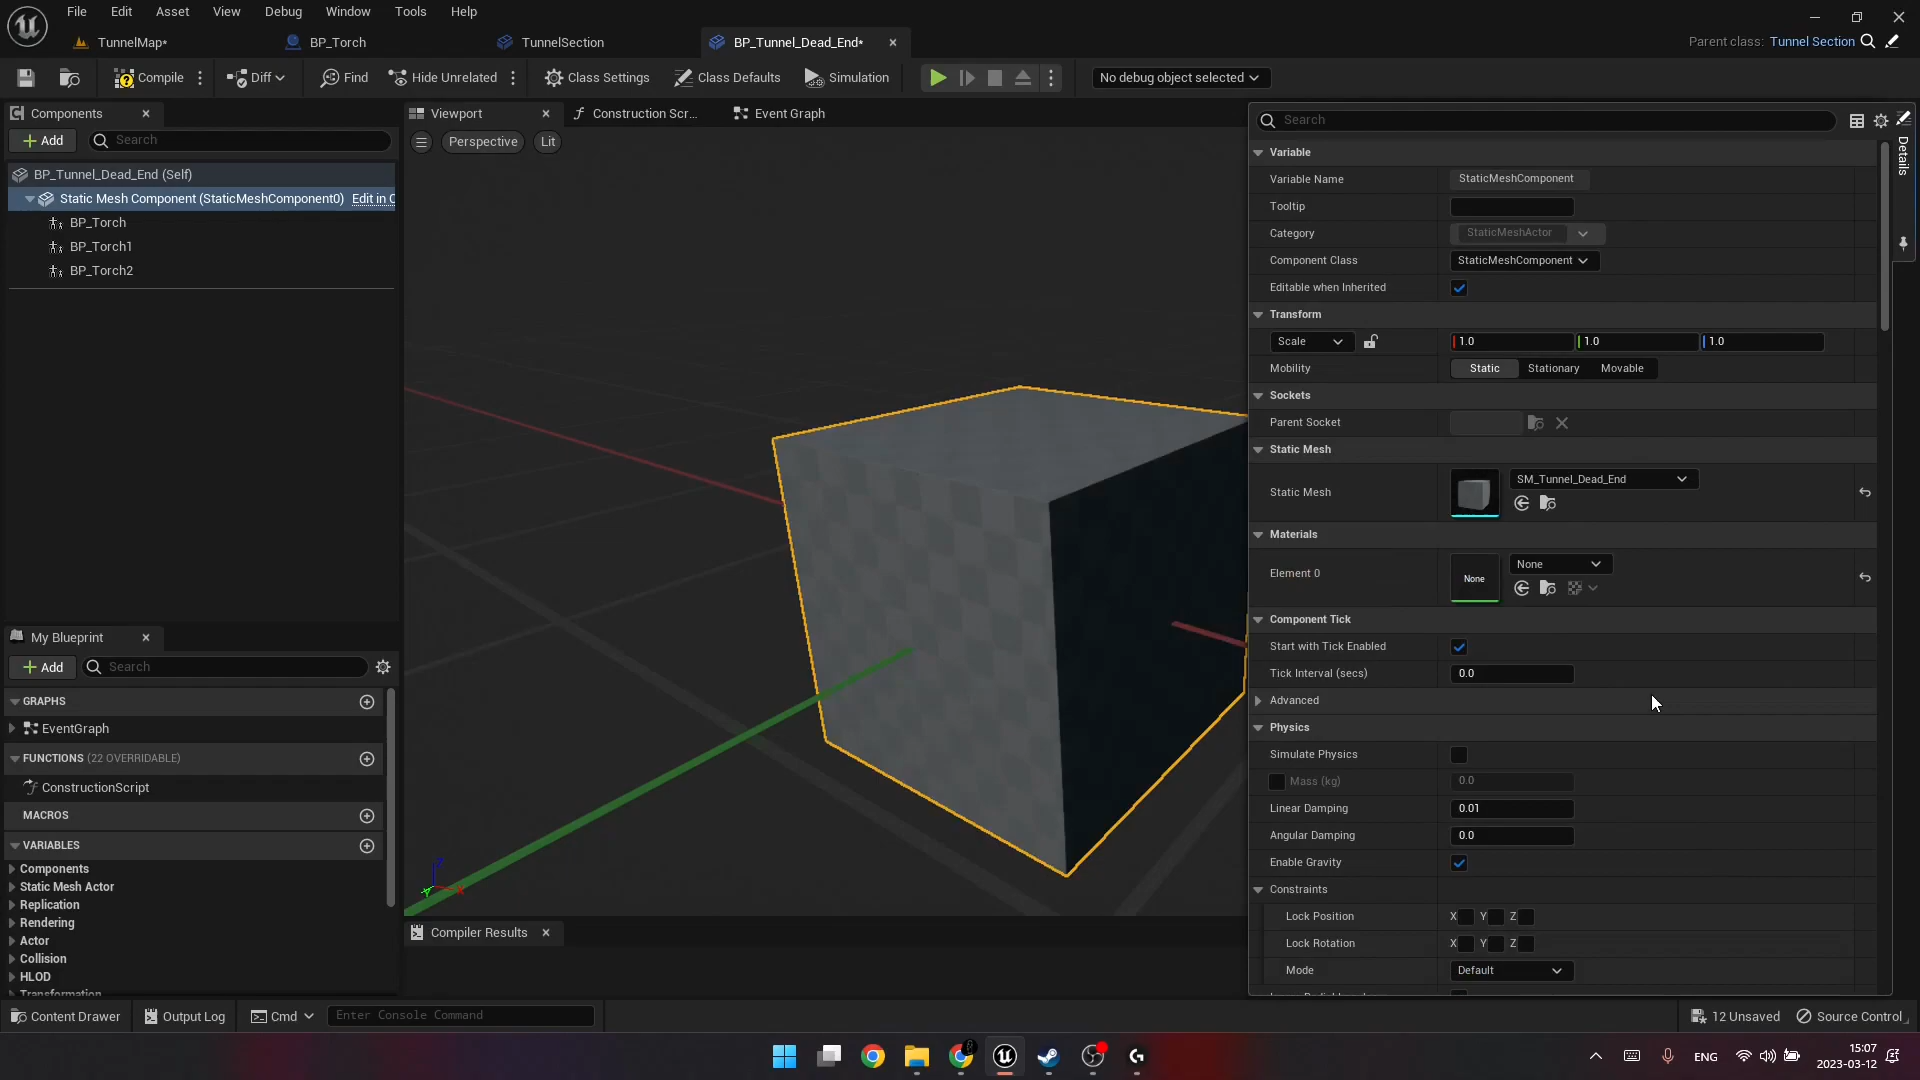 File Edit Asset View Debug Window Tools Help
TunnelMap* BP_Torch TunnelSection BP_Tunnel_Dead_End*
Parent class: Tunnel Section
Compile Diff Find Hide Unrelated Class Settings Class Defaults Simulation No debug object selected
Components
Add Search
BP_Tunnel_Dead_End (Self)
Static Mesh Component (StaticMeshComponent0) Edit in C
BP_Torch
BP_Torch1
BP_Torch2
My Blueprint
Add Search
GRAPHS
EventGraph
FUNCTIONS (22 OVERRIDABLE)
ConstructionScript
MACROS
VARIABLES
Components
Static Mesh Actor
Replication
Rendering
Actor
Collision
HLOD
Transformation
Viewport Construction Scr... Event Graph
Perspective Lit
Compiler Results
Search
Details
Variable
Variable Name StaticMeshComponent
Tooltip
Category StaticMeshActor
Component Class StaticMeshComponent
Editable when Inherited
Transform
Scale 1.0 1.0 1.0
Mobility Static Stationary Movable
Sockets
Parent Socket
Static Mesh
Static Mesh SM_Tunnel_Dead_End
Materials
Element 0 None None
Component Tick
Start with Tick Enabled
Tick Interval (secs) 0.0
Advanced
Physics
Simulate Physics
Mass (kg) 0.0
Linear Damping 0.01
Angular Damping 0.0
Enable Gravity
Constraints
Lock Position X Y Z
Lock Rotation X Y Z
Mode Default
Content Drawer Output Log Cmd Enter Console Command 12 Unsaved Source Control
ENG 15:07
2023-03-12